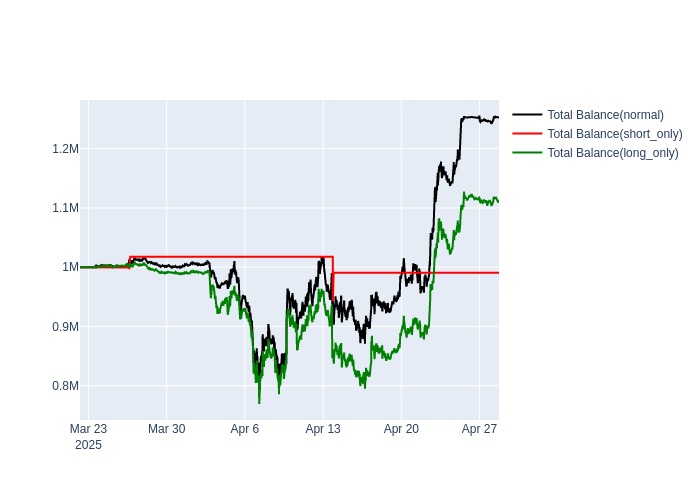 Total Balance(normal)
Total Balance(short_only)
Total Balance(long_only)
1.2M
1.1M
1M
0.9M
0.8M
Mar 23 Mar 30 Apr 6 Apr 13 Apr 20 Apr 27
2025